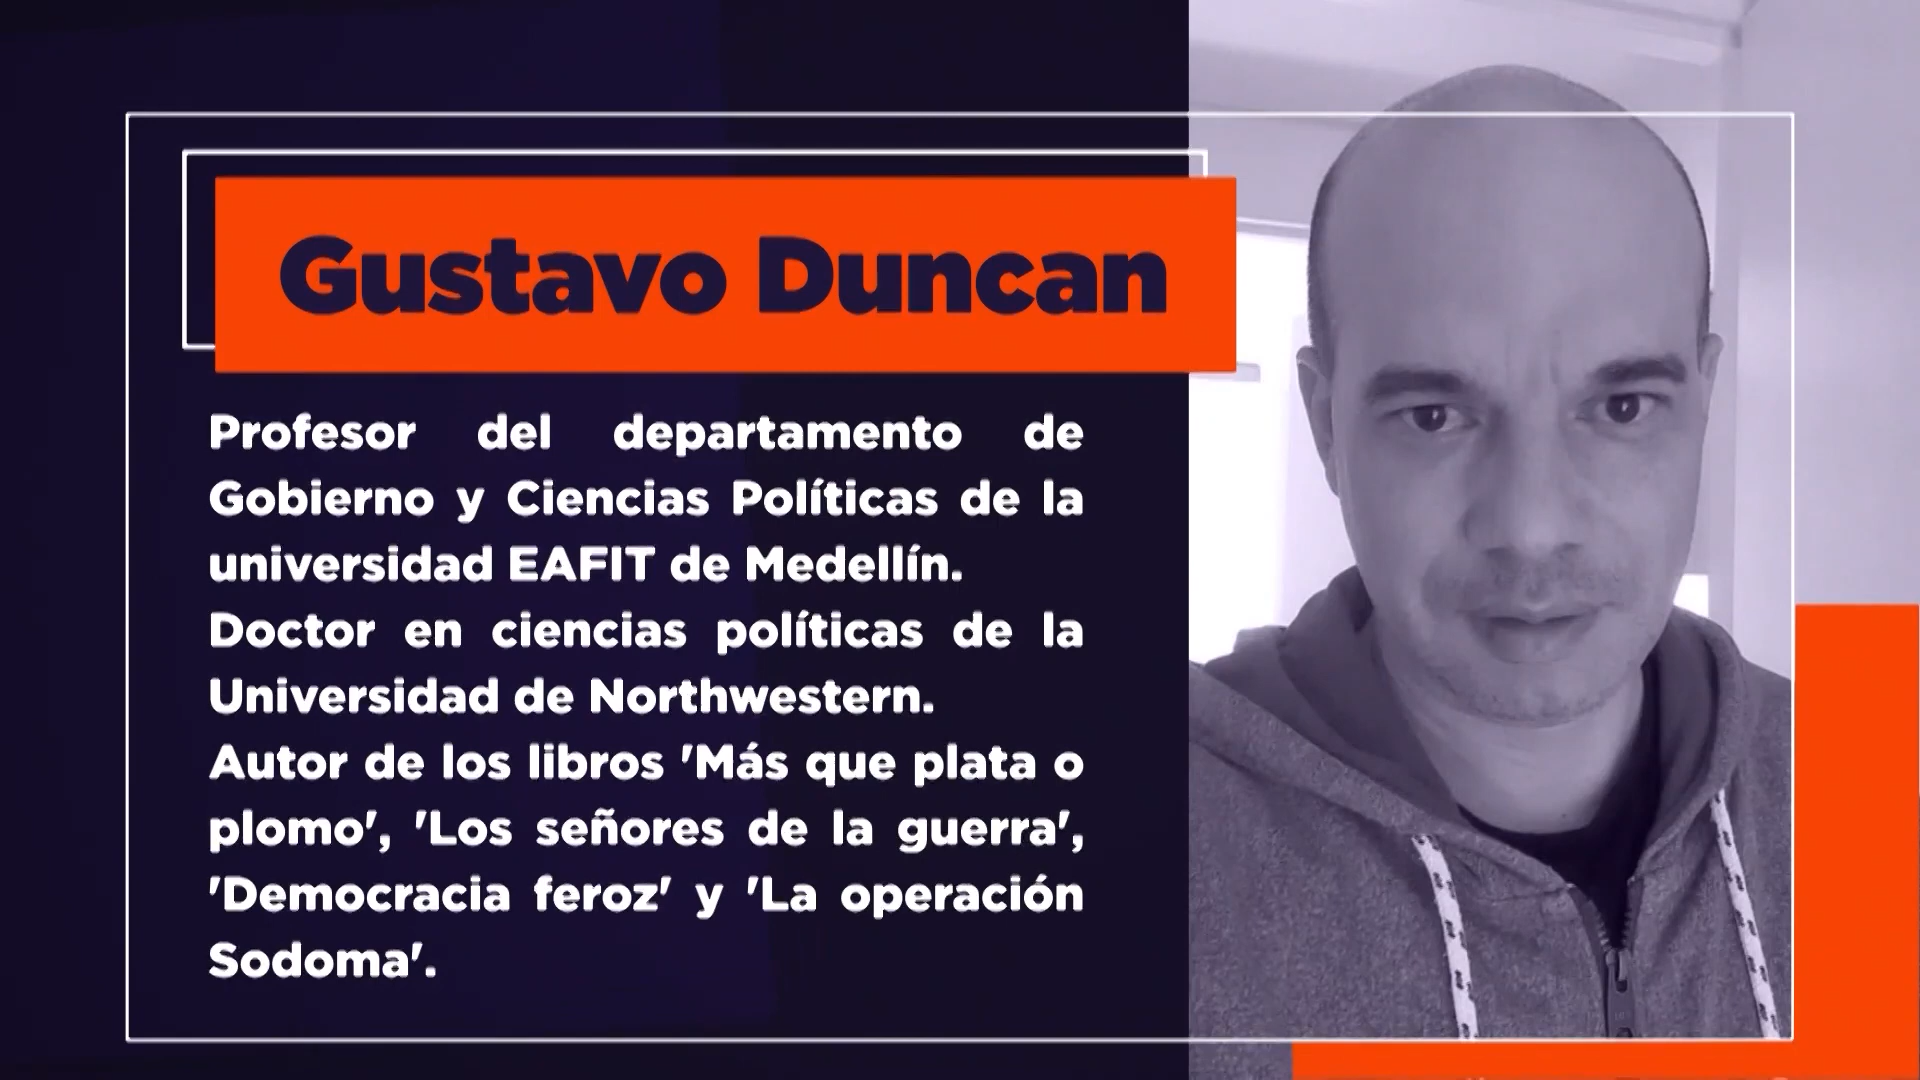 Gustavo Duncan
Profesor del departamento de
Gobierno y Ciencias Políticas de la
universidad EAFIT de Medellín.
Doctor en ciencias políticas de la
Universidad de Northwestern.
Autor de los libros 'Más que plata o
plomo', 'Los señores de la guerra',
'Democracia feroz' y 'La operación
Sodoma'.